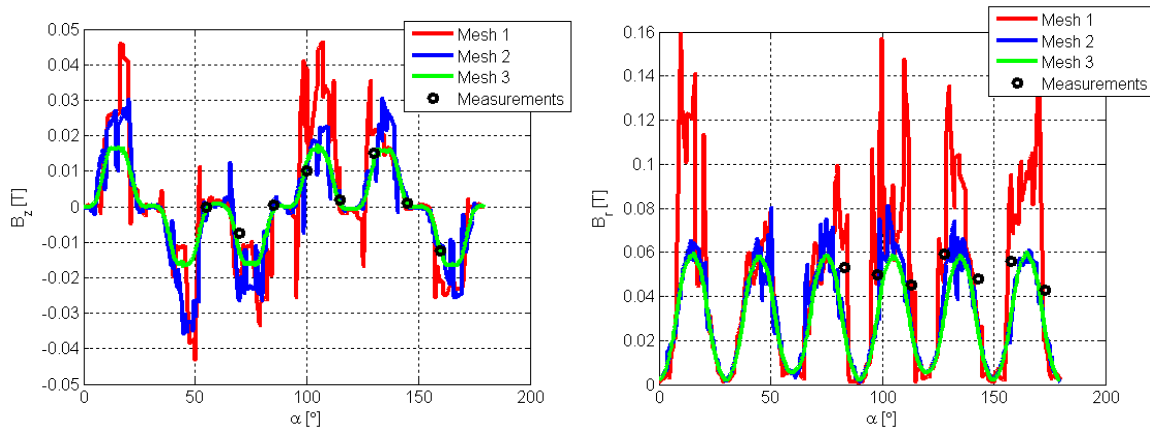 0.05
0.04
0.03
0.02
0.01
0
-0.01
-0.02
-0.03
-0.04
-0.05
B_z [T]
0
50
100
150
200
α [º]
Mesh 1
Mesh 2
Mesh 3
Measurements
0.16
0.14
0.12
0.1
0.08
0.06
0.04
0.02
0
B_r [T]
0
50
100
150
200
α [º]
Mesh 1
Mesh 2
Mesh 3
Measurements